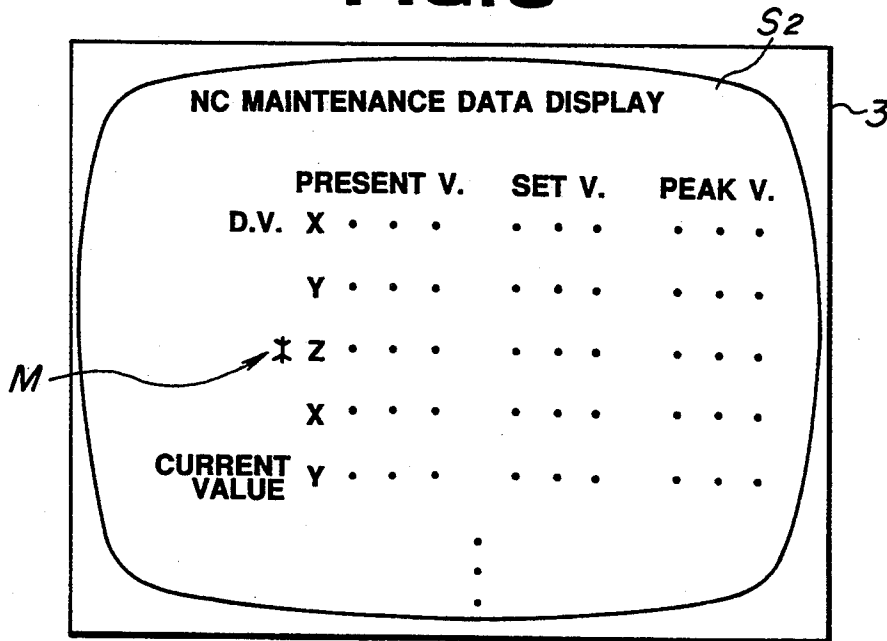 S2
NC MAINTENANCE DATA DISPLAY
3
PRESENT V. SET V. PEAK V.
D.V. X . . . . . . . . .
Y . . . . . . . . .
M
Z . . . . . . . . .
X . . . . . . . . .
CURRENT VALUE Y . . . . . . . . .